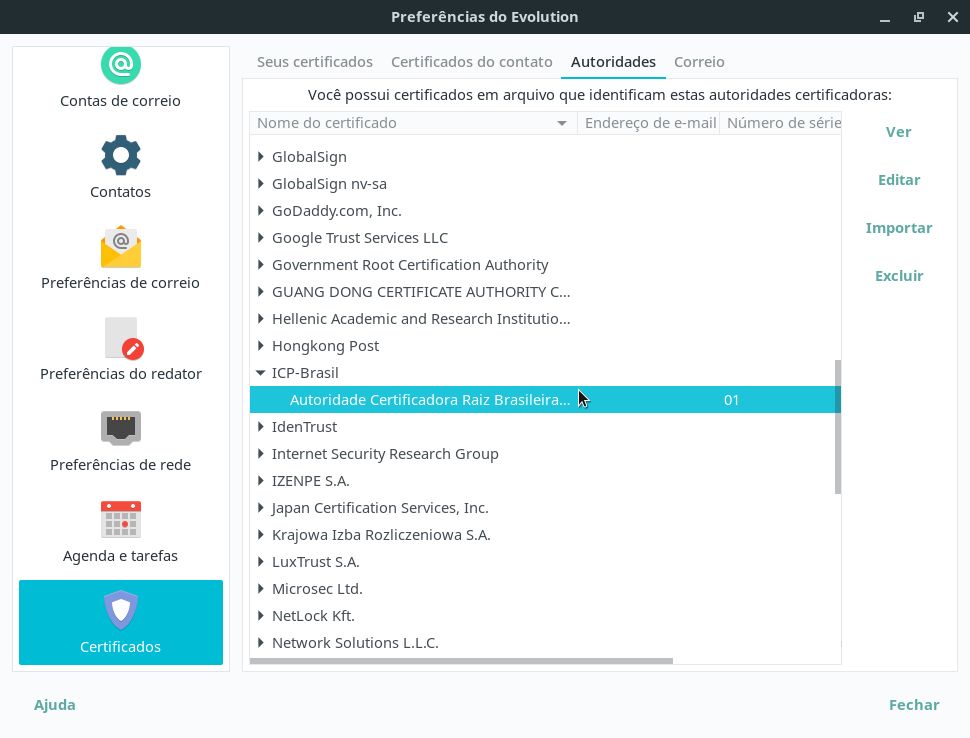 Preferências do Evolution
Contas de correio
Contatos
Preferências de correio
Preferências do redator
Preferências de rede
Agenda e tarefas
Certificados
Seus certificados Certificados do contato Autoridades Correio
Você possui certificados em arquivo que identificam estas autoridades certificadoras:
Nome do certificado Endereço de e-mail Número de série
GlobalSign
GlobalSign nv-sa
GoDaddy.com, Inc.
Google Trust Services LLC
Government Root Certification Authority
GUANG DONG CERTIFICATE AUTHORITY C...
Hellenic Academic and Research Institutio...
Hongkong Post
ICP-Brasil
Autoridade Certificadora Raiz Brasileira... 01
IdenTrust
Internet Security Research Group
IZENPE S.A.
Japan Certification Services, Inc.
Krajowa Izba Rozliczeniowa S.A.
LuxTrust S.A.
Microsec Ltd.
NetLock Kft.
Network Solutions L.L.C.
Ver
Editar
Importar
Excluir
Ajuda
Fechar